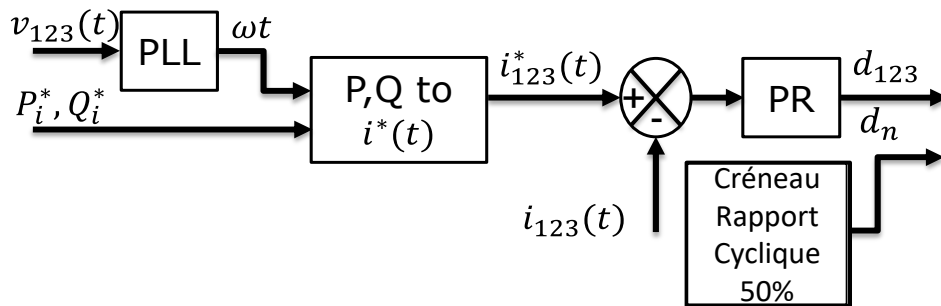 v₁₂₃(t)
PLL
ωt
P*ᵢ, Q*ᵢ
P,Q to
i*(t)
i*₁₂₃(t)
+
-
i₁₂₃(t)
PR
d₁₂₃
dₙ
Créneau
Rapport
Cyclique
50%